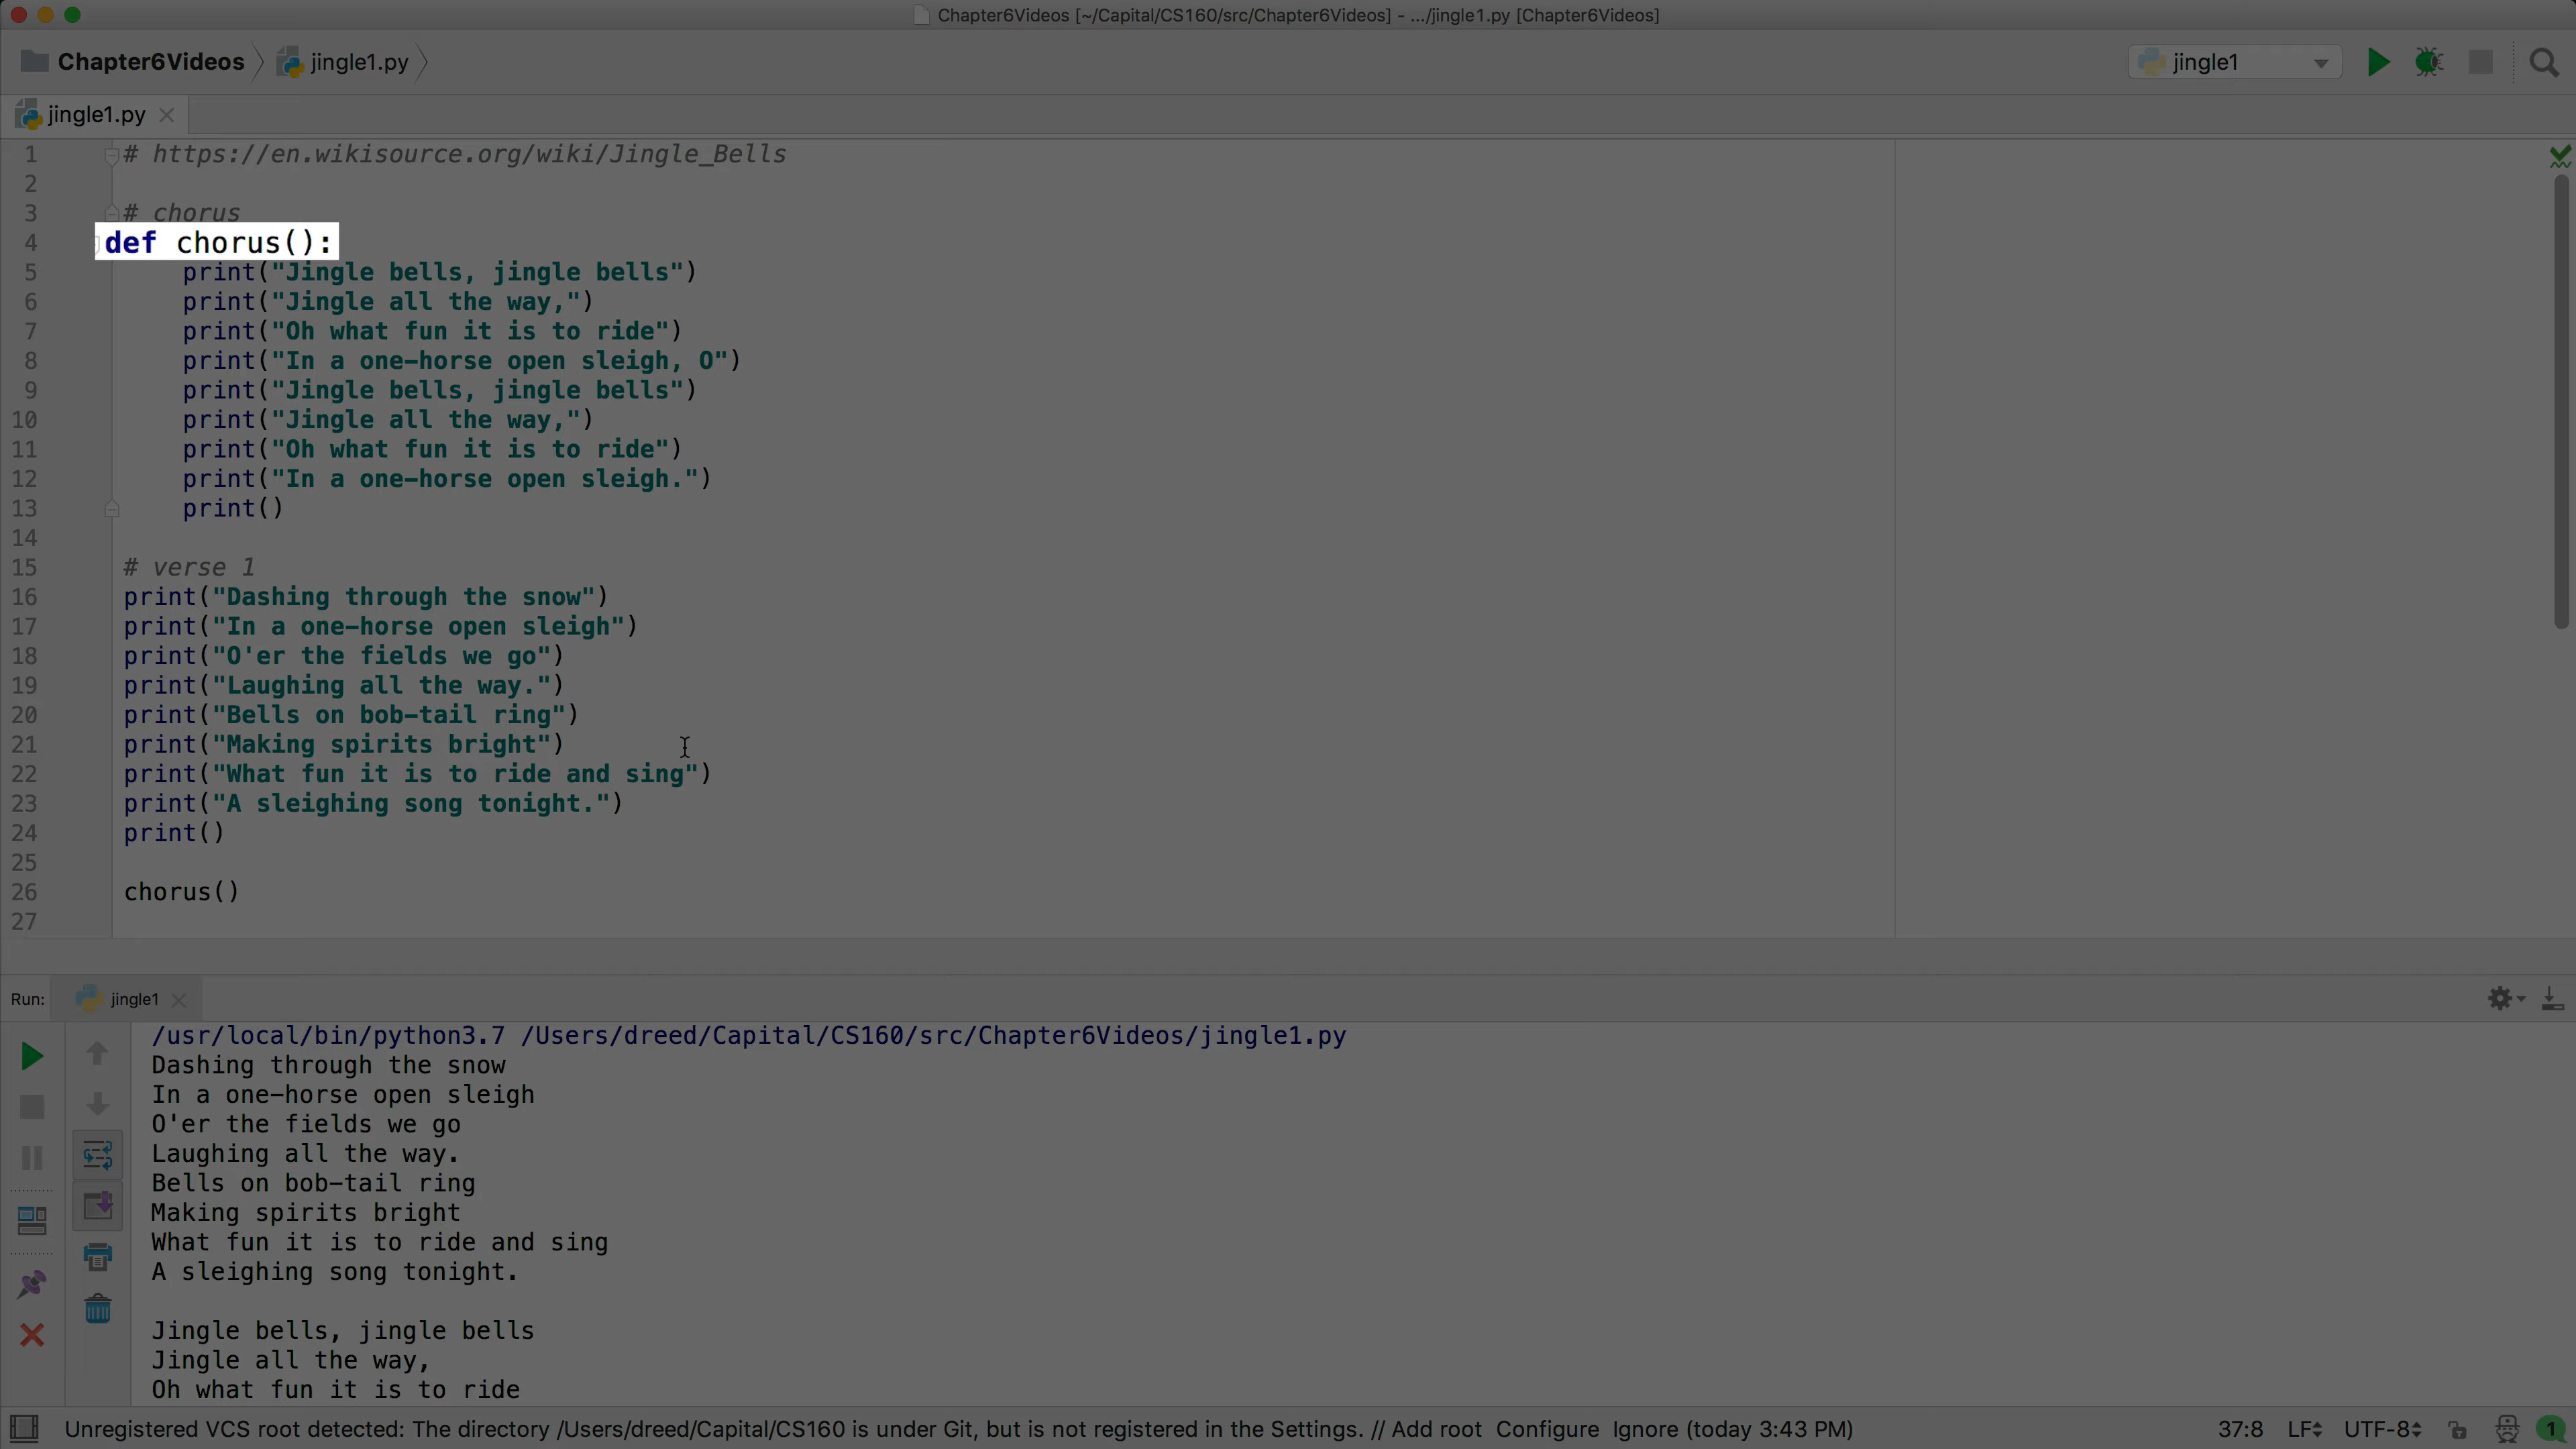 Chapter6Videos [~/Capital/CS160/src/Chapter6Videos] - .../jingle1.py [Chapter6Videos]
Chapter6Videos jingle1.py jingle1
jingle1.py
1 # https://en.wikisource.org/wiki/Jingle_Bells
2
3 # chorus
4 def chorus():
5 print("Jingle bells, jingle bells")
6 print("Jingle all the way,")
7 print("Oh what fun it is to ride")
8 print("In a one-horse open sleigh, O")
9 print("Jingle bells, jingle bells")
10 print("Jingle all the way,")
11 print("Oh what fun it is to ride")
12 print("In a one-horse open sleigh.")
13 print()
14
15 # verse 1
16 print("Dashing through the snow")
17 print("In a one-horse open sleigh")
18 print("O'er the fields we go")
19 print("Laughing all the way.")
20 print("Bells on bob-tail ring")
21 print("Making spirits bright")
22 print("What fun it is to ride and sing")
23 print("A sleighing song tonight.")
24 print()
25
26 chorus()
27
Run: jingle1
/usr/local/bin/python3.7 /Users/dreed/Capital/CS160/src/Chapter6Videos/jingle1.py
Dashing through the snow
In a one-horse open sleigh
O'er the fields we go
Laughing all the way.
Bells on bob-tail ring
Making spirits bright
What fun it is to ride and sing
A sleighing song tonight.
Jingle bells, jingle bells
Jingle all the way,
Oh what fun it is to ride
Unregistered VCS root detected: The directory /Users/dreed/Capital/CS160 is under Git, but is not registered in the Settings. // Add root Configure Ignore (today 3:43 PM) 37:8 LF UTF-8 1